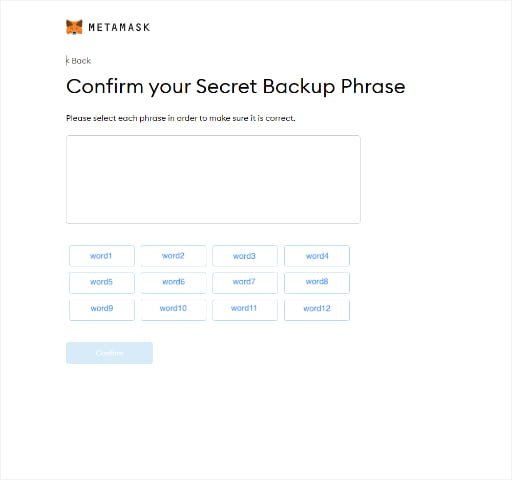 METAMASK
< Back
Confirm your Secret Backup Phrase
Please select each phrase in order to make sure it is correct.
word1 word2 word3 word4
word5 word6 word7 word8
word9 word10 word11 word12
Confirm